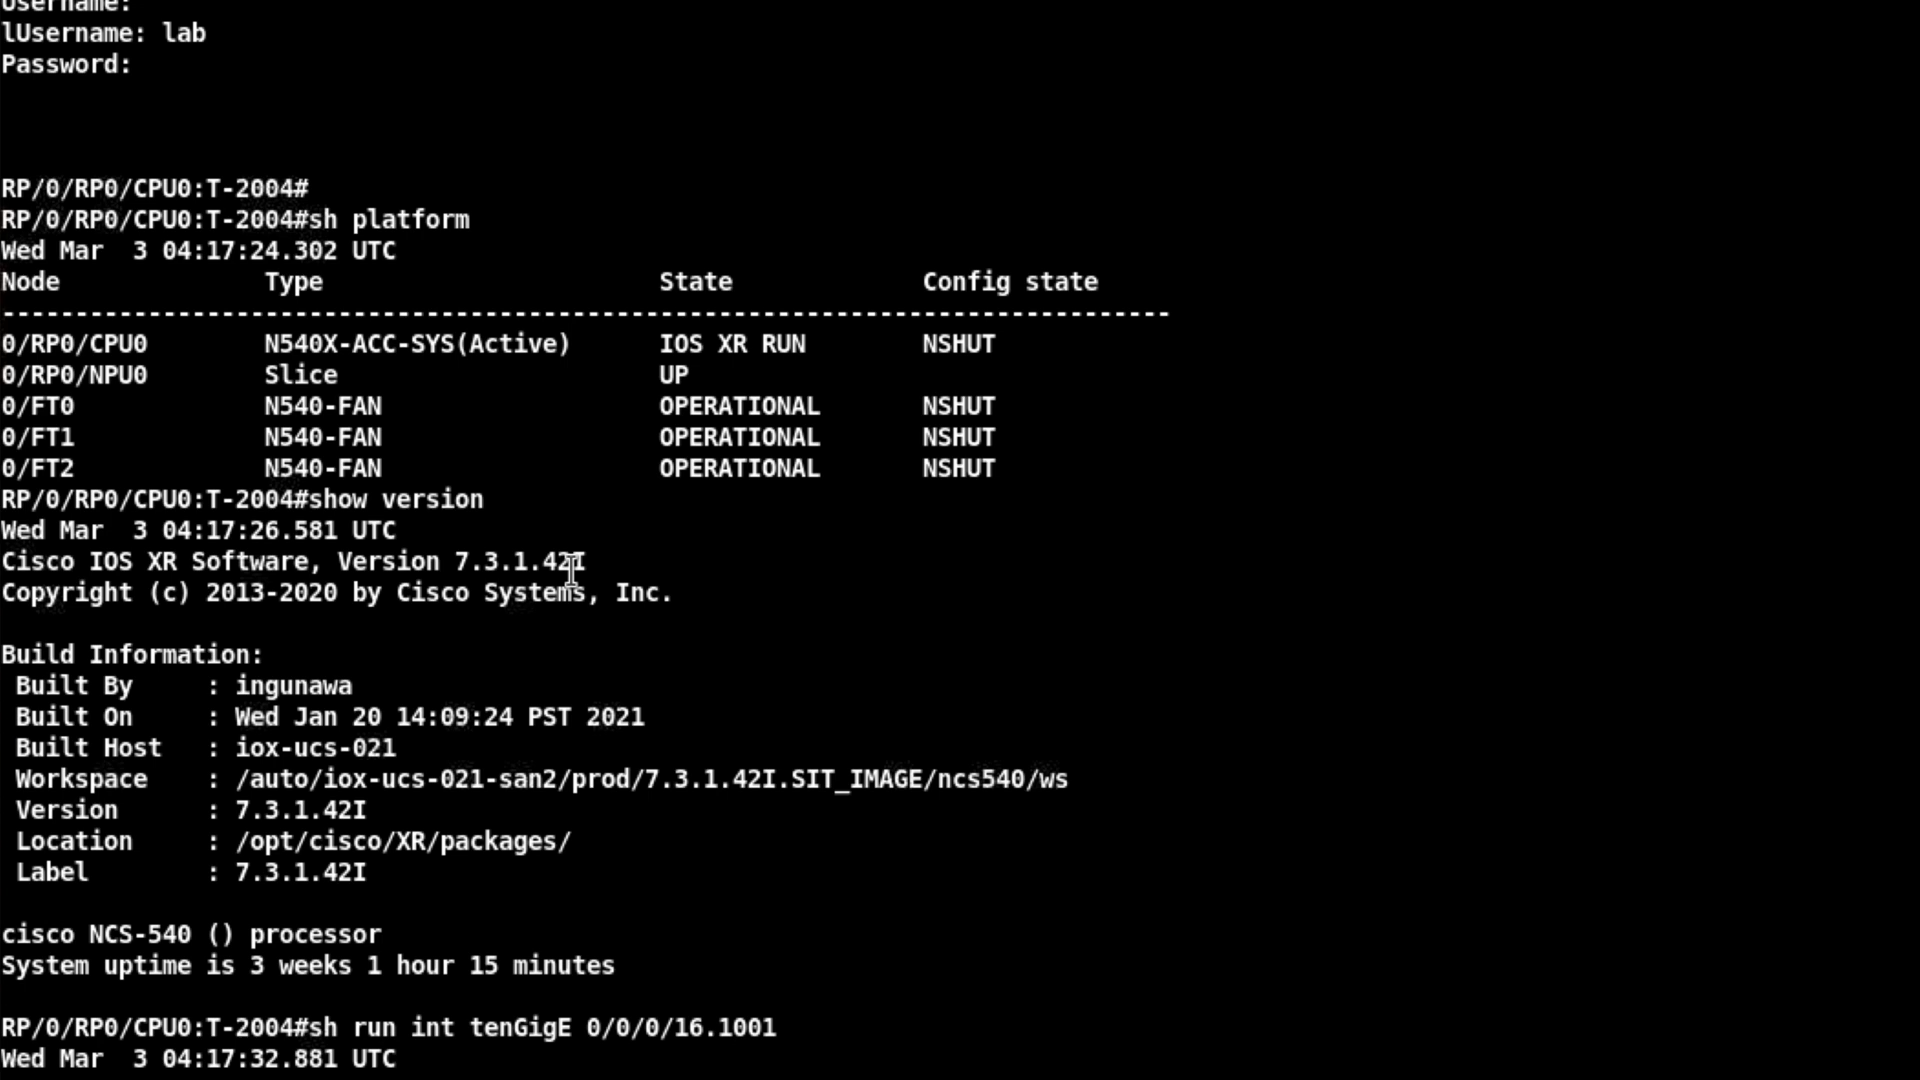 Username:
lUsername: lab
Password:
RP/0/RP0/CPU0:T-2004#
RP/0/RP0/CPU0:T-2004#sh platform
Wed Mar  3 04:17:24.302 UTC
Node              Type                       State             Config state
--------------------------------------------------------------------------------
0/RP0/CPU0        N540X-ACC-SYS(Active)      IOS XR RUN        NSHUT
0/RP0/NPU0        Slice                      UP
0/FT0             N540-FAN                   OPERATIONAL       NSHUT
0/FT1             N540-FAN                   OPERATIONAL       NSHUT
0/FT2             N540-FAN                   OPERATIONAL       NSHUT
RP/0/RP0/CPU0:T-2004#show version
Wed Mar  3 04:17:26.581 UTC
Cisco IOS XR Software, Version 7.3.1.42I
Copyright (c) 2013-2020 by Cisco Systems, Inc.
Build Information:
 Built By     : ingunawa
 Built On     : Wed Jan 20 14:09:24 PST 2021
 Built Host   : iox-ucs-021
 Workspace    : /auto/iox-ucs-021-san2/prod/7.3.1.42I.SIT_IMAGE/ncs540/ws
 Version      : 7.3.1.42I
 Location     : /opt/cisco/XR/packages/
 Label        : 7.3.1.42I
cisco NCS-540 () processor
System uptime is 3 weeks 1 hour 15 minutes
RP/0/RP0/CPU0:T-2004#sh run int tenGigE 0/0/0/16.1001
Wed Mar  3 04:17:32.881 UTC